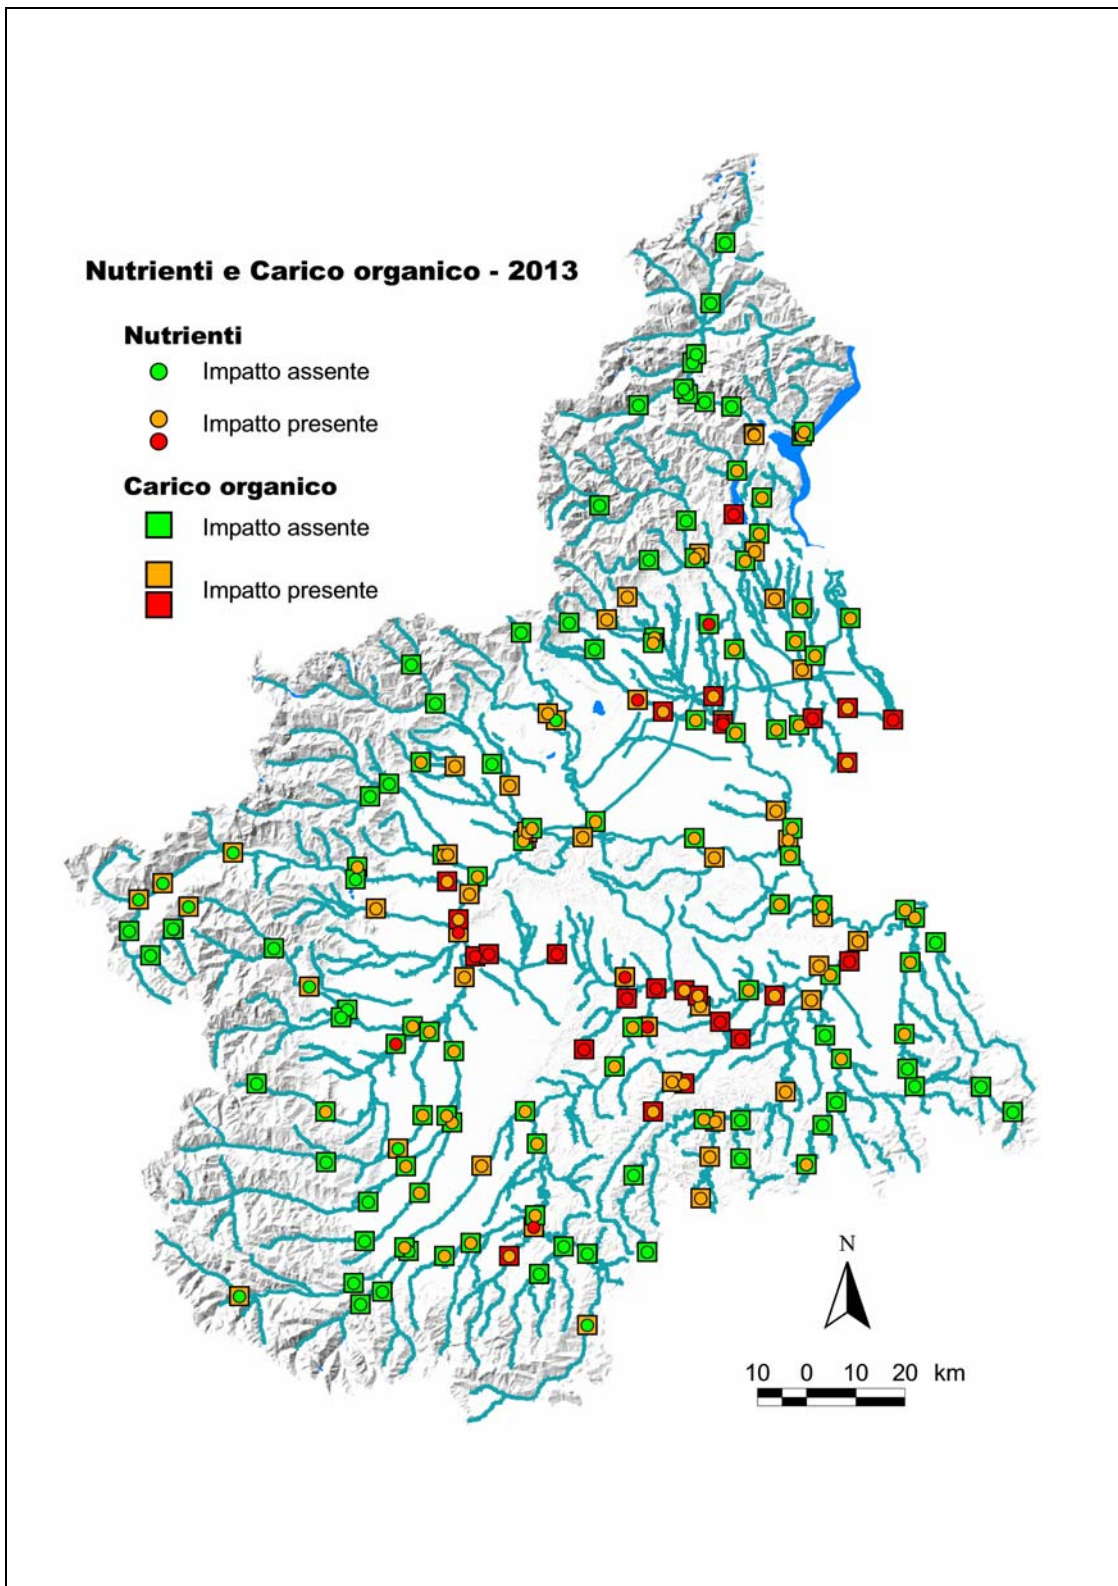 Nutrienti e Carico organico - 2013
Nutrienti
Impatto assente
Impatto presente
Carico organico
Impatto assente
Impatto presente
N
10 0 10 20 km